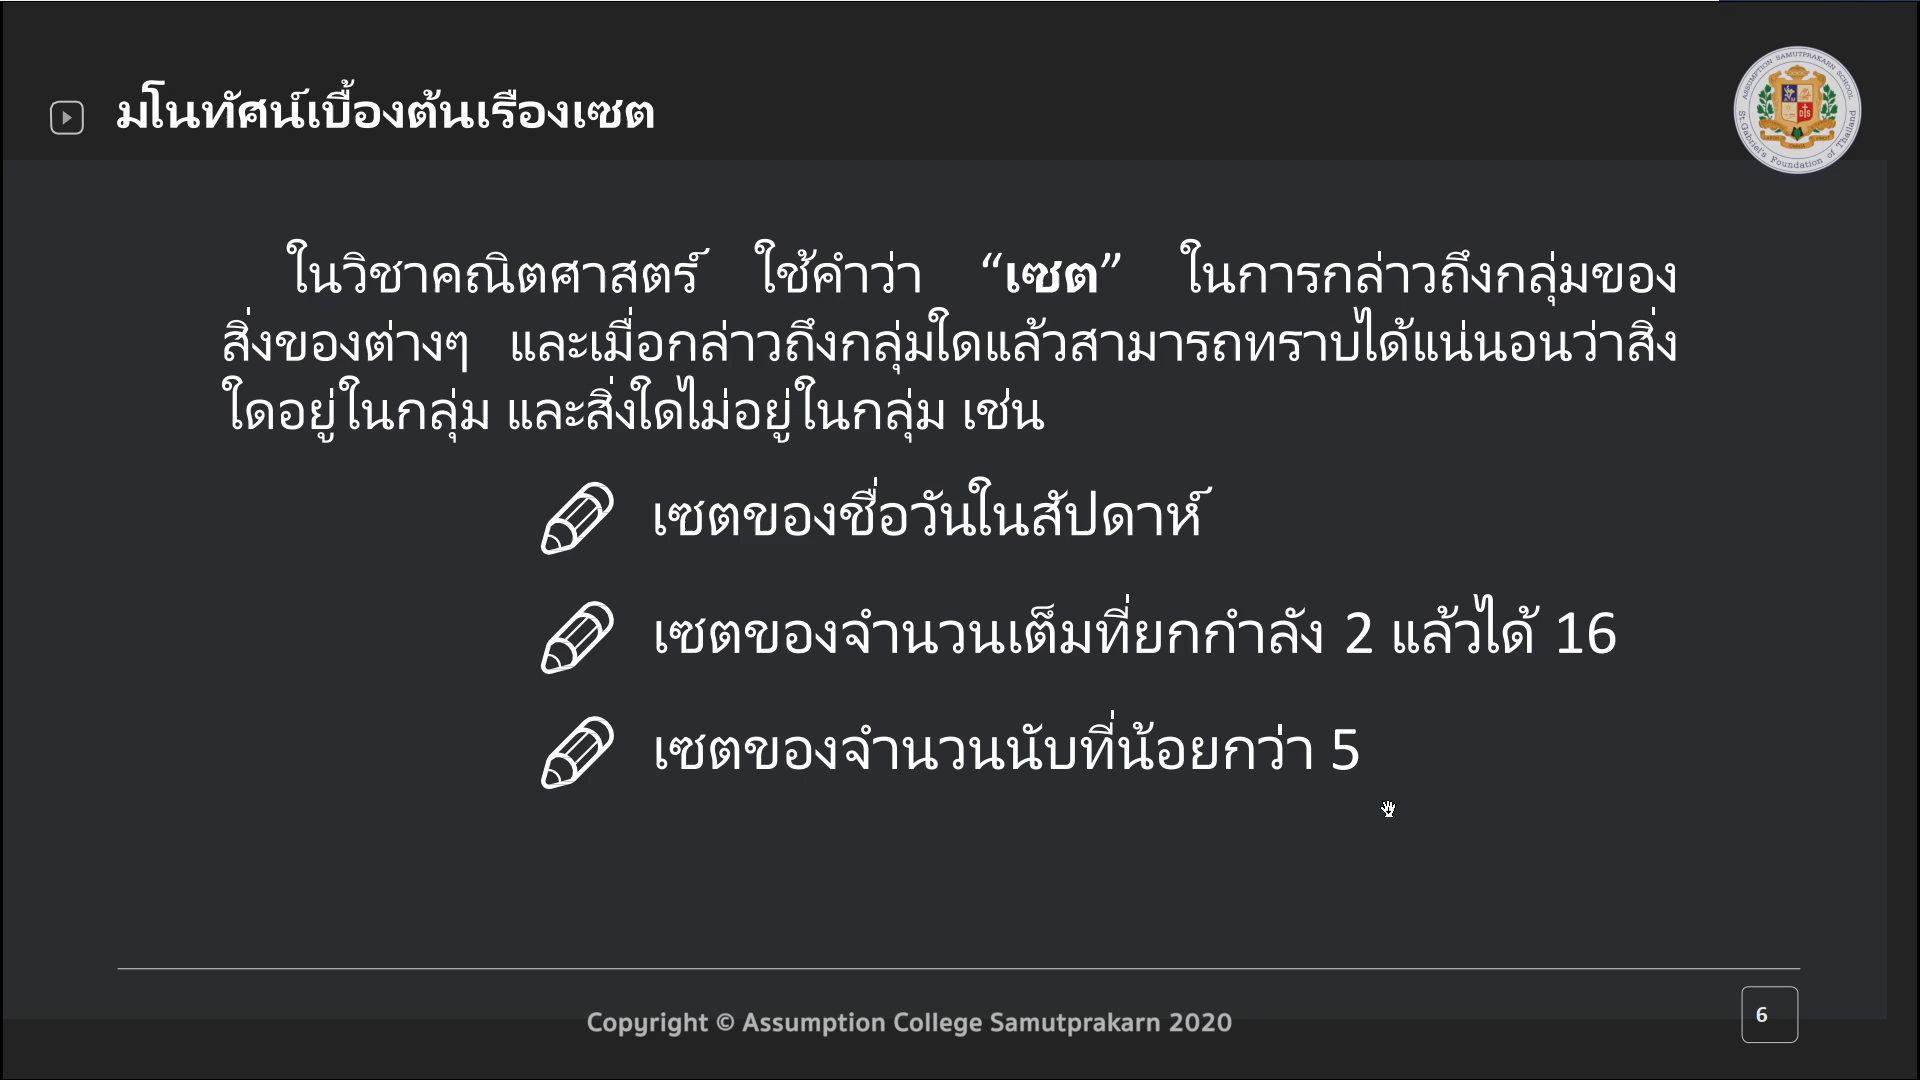 มโนทัศน์เบื้องต้นเรืองเซต
ASSUMPTION SAMUTPRAKARN SCHOOL
St.Gabriel's Foundation of Thailand
ในวิชาคณิตศาสตร์ ใช้คำว่า “เซต” ในการกล่าวถึงกลุ่มของ
สิ่งของต่างๆ และเมื่อกล่าวถึงกลุ่มใดแล้วสามารถทราบได้แน่นอนว่าสิ่ง
ใดอยู่ในกลุ่ม และสิ่งใดไม่อยู่ในกลุ่ม เช่น
เซตของชื่อวันในสัปดาห์
เซตของจำนวนเต็มที่ยกกำลัง 2 แล้วได้ 16
เซตของจำนวนนับที่น้อยกว่า 5
Copyright © Assumption College Samutprakarn 2020
6